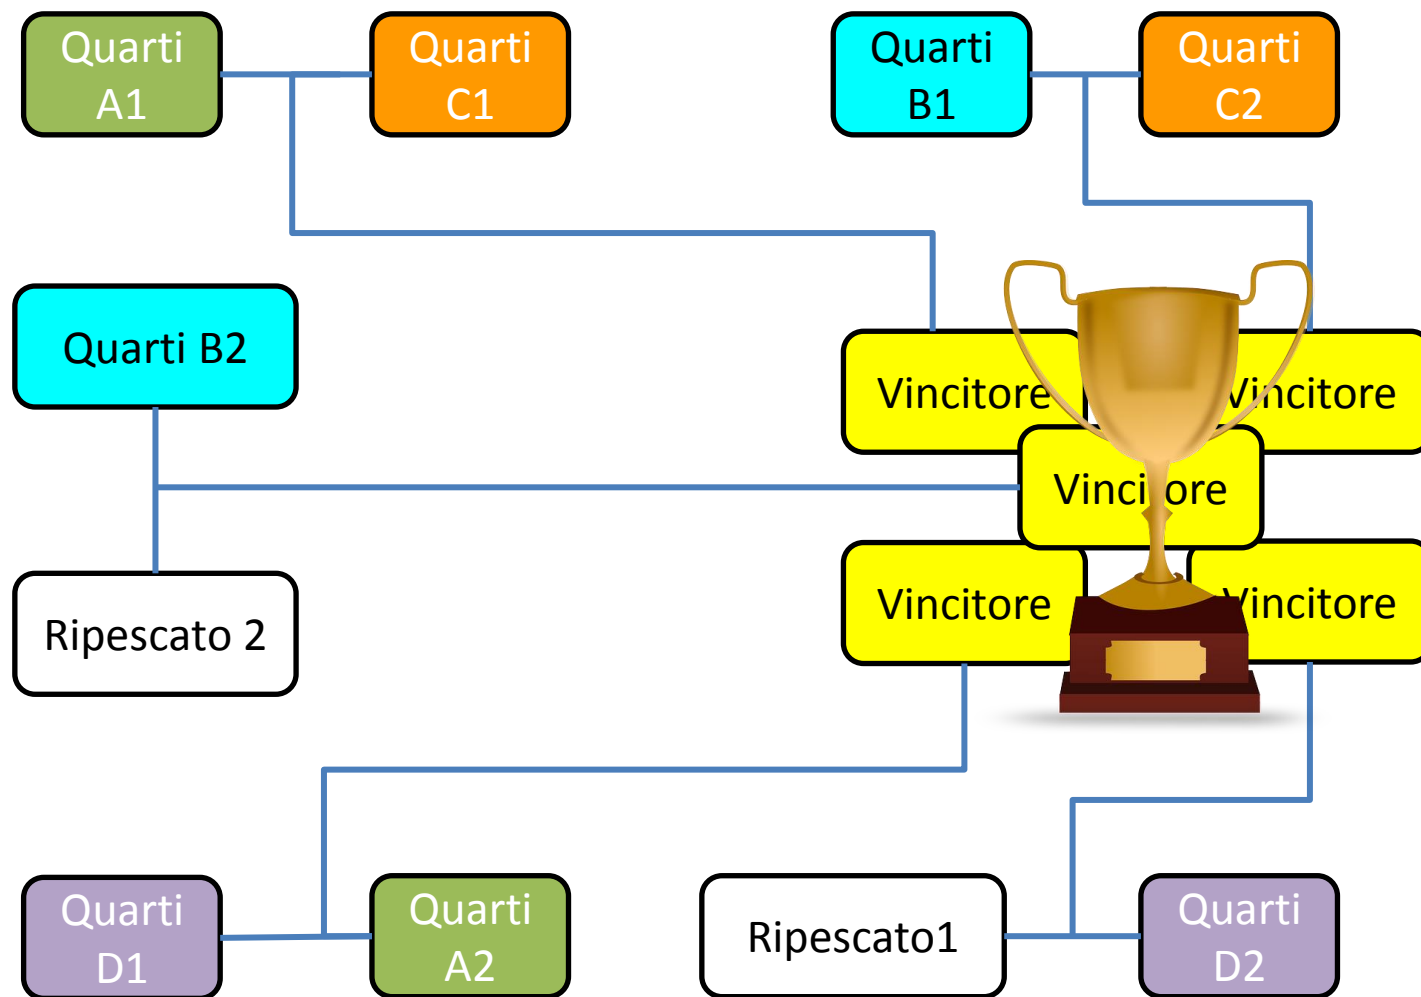 Quarti
A1
Quarti
C1
Quarti
B1
Quarti
C2
Quarti B2
Vincitore
Vincitore
Vincitore
Ripescato 2
Vincitore
Vincitore
Quarti
D1
Quarti
A2
Ripescato1
Quarti
D2